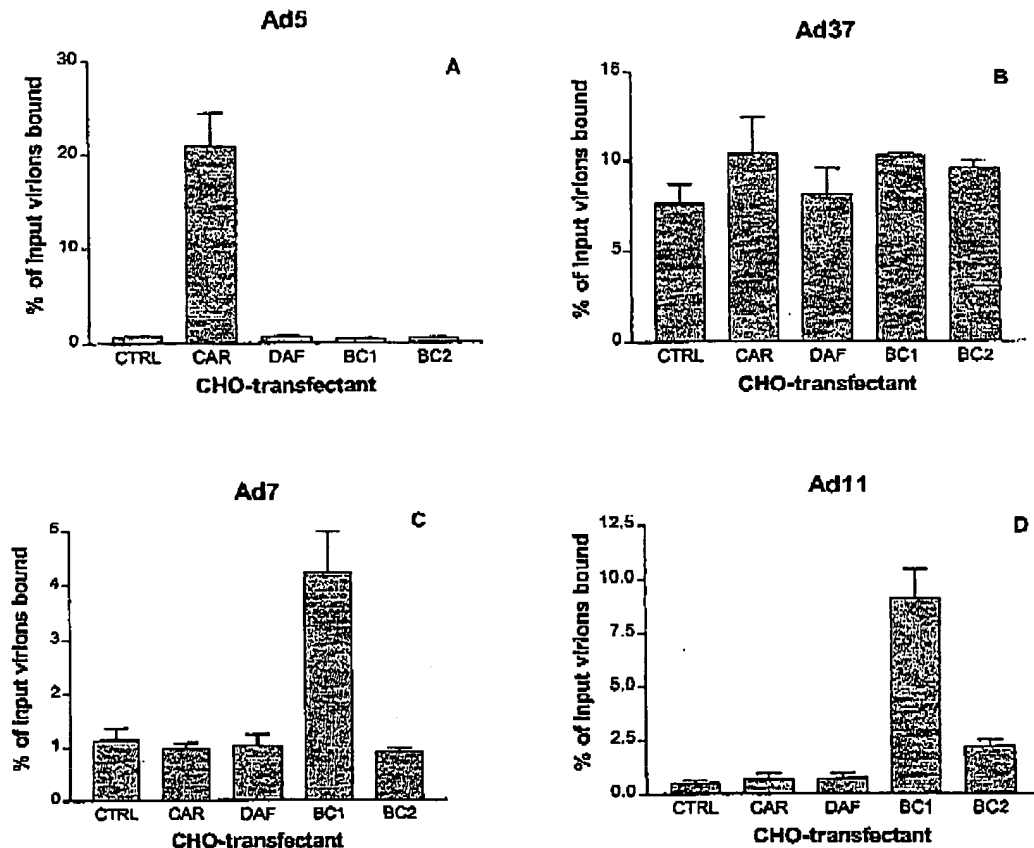 Ad5
A
% of input virions bound
30
20
10
0
CTRL CAR DAF BC1 BC2
CHO-transfectant
Ad37
B
% of input virions bound
15
10
5
0
CTRL CAR DAF BC1 BC2
CHO-transfectant
Ad7
C
% of input virions bound
5
4
2
1
0
CTRL CAR DAF BC1 BC2
CHO-transfectant
Ad11
D
% of input virions bound
12.5
10.0
7.5
5.0
2.5
0.0
CTRL CAR DAF BC1 BC2
CHO-transfectant